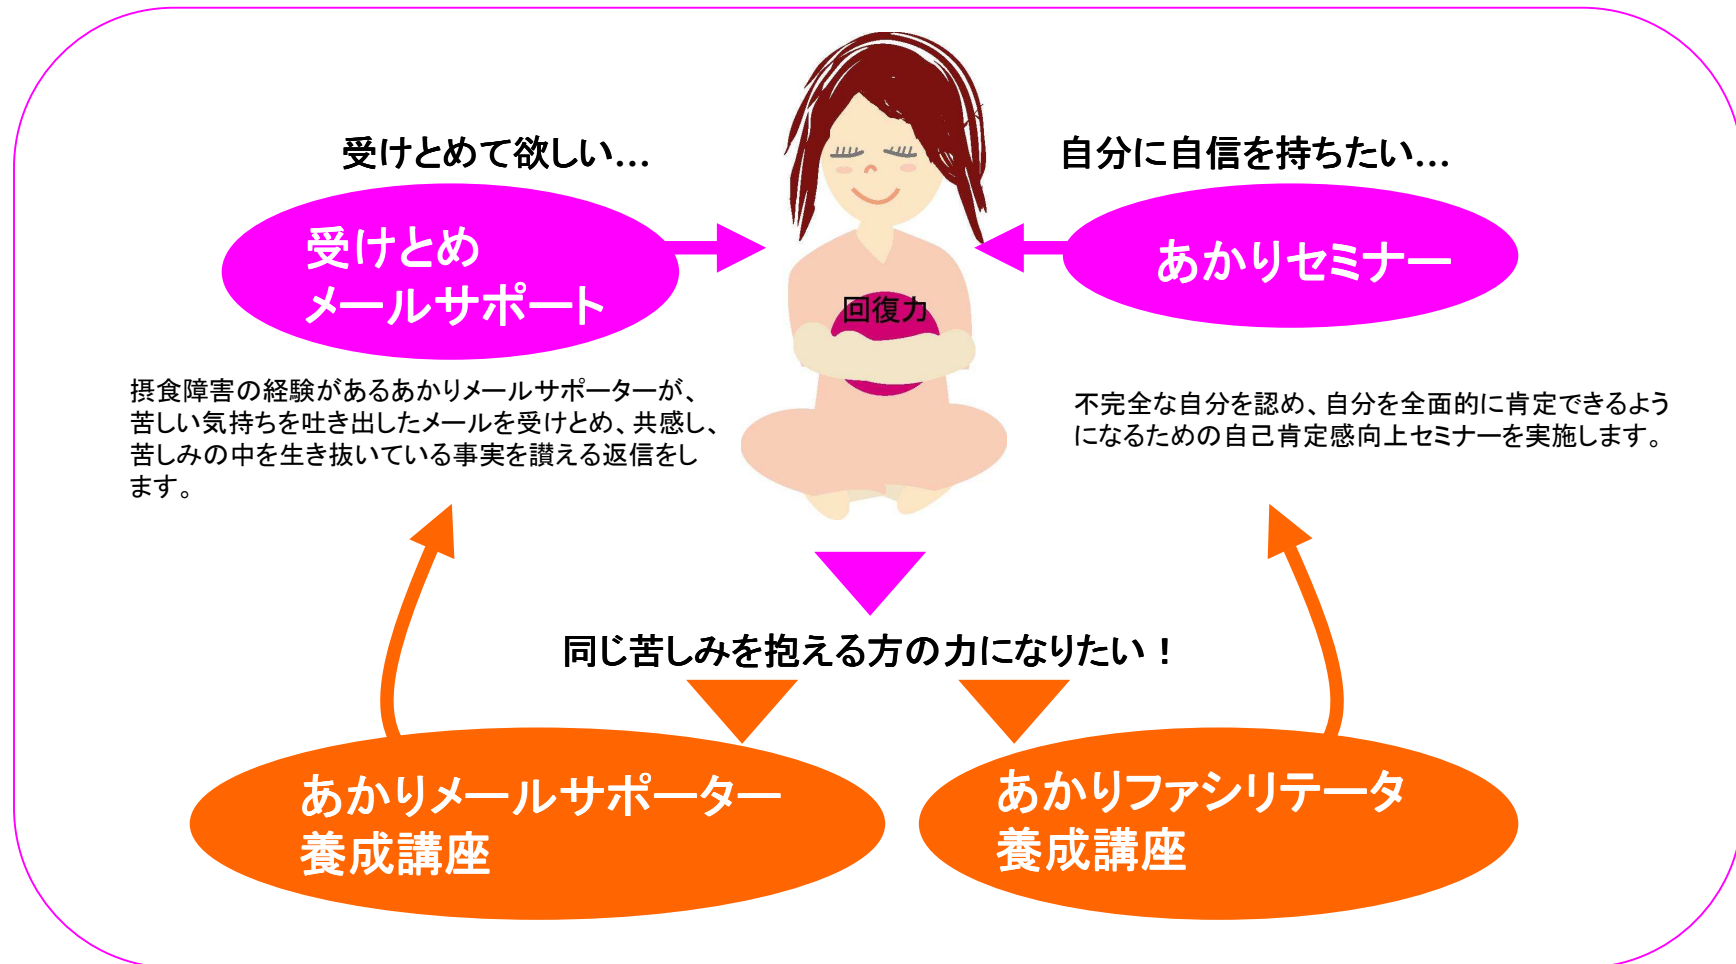 受けとめて欲しい…
自分に自信を持ちたい…
受けとめ
メールサポート
あかりセミナー
回復力
摂食障害の経験があるあかりメールサポーターが、
苦しい気持ちを吐き出したメールを受けとめ、共感し、
苦しみの中を生き抜いている事実を讃える返信をし
ます。
不完全な自分を認め、自分を全面的に肯定できるよう
になるための自己肯定感向上セミナーを実施します。
同じ苦しみを抱える方の力になりたい！
あかりメールサポーター
養成講座
あかりファシリテータ
養成講座